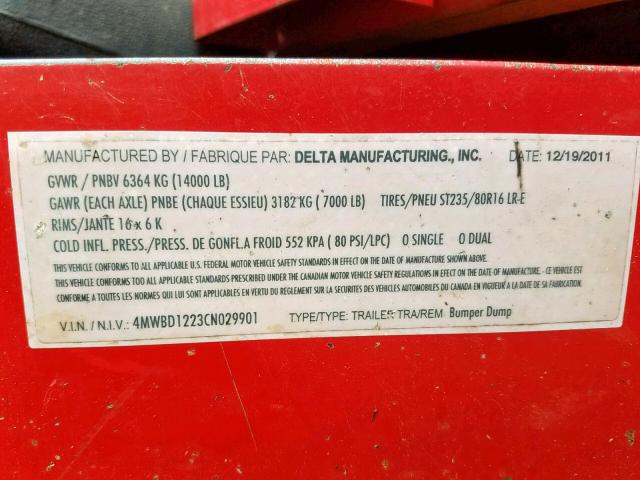 MANUFACTURED BY / FABRIQUE PAR: DELTA MANUFACTURING., INC. DATE: 12/19/2011
GVWR / PNBV 6364 KG (14000 LB)
GAWR (EACH AXLE) PNBE (CHAQUE ESSIEU) 3182 KG ( 7000 LB) TIRES/PNEU ST235/80R16 LR-E
RIMS/JANTE 16 x 6 K
COLD INFL. PRESS./PRESS. DE GONFL.A FROID 552 KPA ( 80 PSI/LPC) O SINGLE O DUAL
THIS VEHICLE CONFORMS TO ALL APPLICABLE U.S. FEDERAL MOTOR VEHICLE SAFETY STANDARDS IN EFFECT ON THE DATE OF MANUFACTURE.
THIS VEHICLE CONFORMS TO ALL APPLICABLE STANDARDS PRESCRIBED UNDER THE CANADIAN MOTOR VEHICLE SAFETY REGULATIONS IN EFFECT ON THE DATE OF MANUFACTURE. - CE VEHICULE EST
CONFORME A TOUTES LES NORMES QUI LUI SONT APPLICABLES EN VERTU DU REGLEMENT SUR LA SECURITES DES VEHICLES AUTOMOBILES DU CANADA EN VIGUEUR A LA DATE DE SA FABRICATION.
V.I.N. / N.I.V.: 4MWBD1223CN029901 TYPE/TYPE: TRAILER TRA/REM Bumper Dump